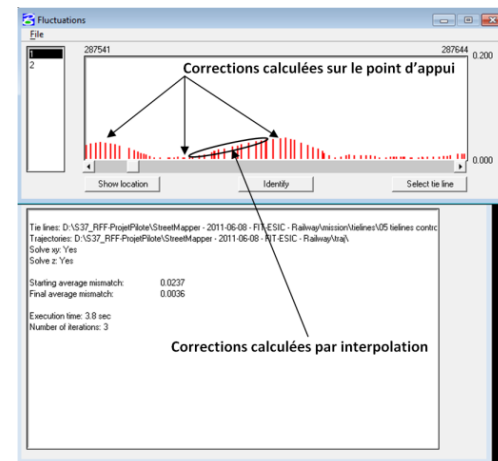 Fluctuations
File
1
2
287541
287644
0.200
Corrections calculées sur le point d'appui
0.000
Show location
Identify
Select tie line
Tie lines: D:\S37_RFF-ProjetPilote\StreetMapper - 2011-06-08 - FIT-ESIC - Railway\mission\tielines\05 tielines contrc
Trajectories: D:\S37_RFF-ProjetPilote\StreetMapper - 2011-06-08 - FIT-ESIC - Railway\traj\
Solve xy: Yes
Solve z: Yes
Starting average mismatch: 0.0237
Final average mismatch: 0.0036
Execution time: 3.8 sec
Number of iterations: 3
Corrections calculées par interpolation